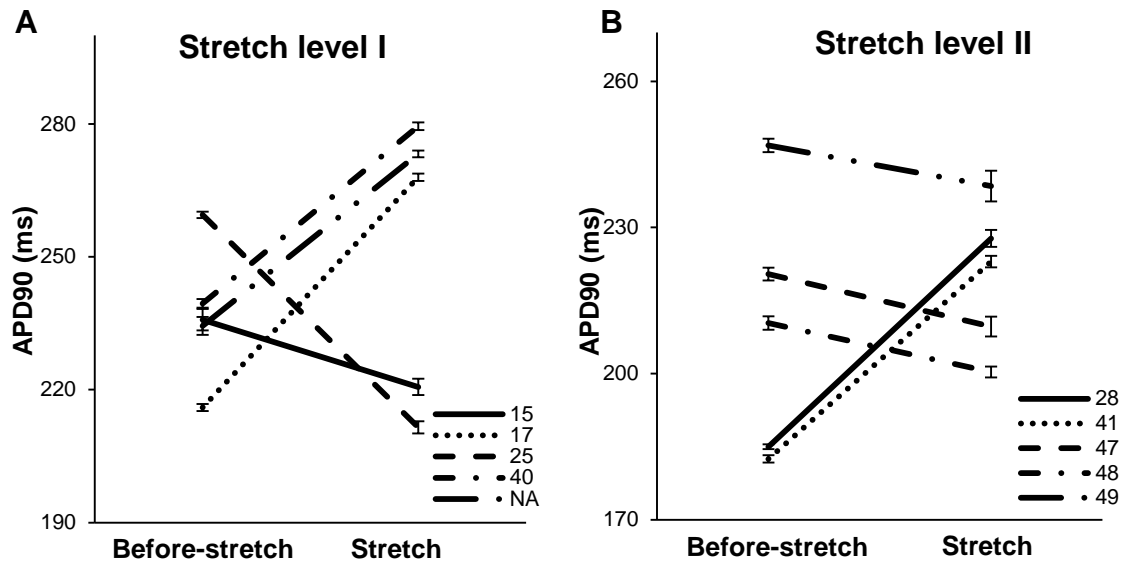 A
Stretch level I
APD90 (ms)
280
250
220
190
Before-stretch Stretch
15
17
25
40
NA
B
Stretch level II
APD90 (ms)
260
230
200
170
Before-stretch Stretch
28
41
47
48
49